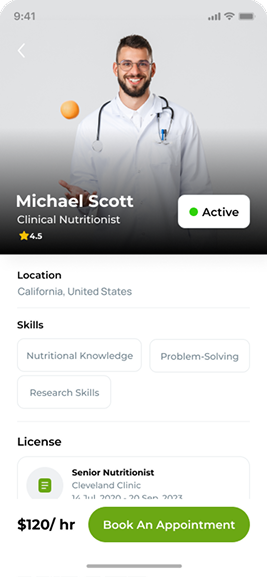 9:41
Michael Scott
Clinical Nutritionist
4.5
Active
Location
California, United States
Skills
Nutritional Knowledge
Problem-Solving
Research Skills
License
Senior Nutritionist
Cleveland Clinic
14 Jul, 2020 - 20 Sep, 2023
$120/ hr
Book An Appointment